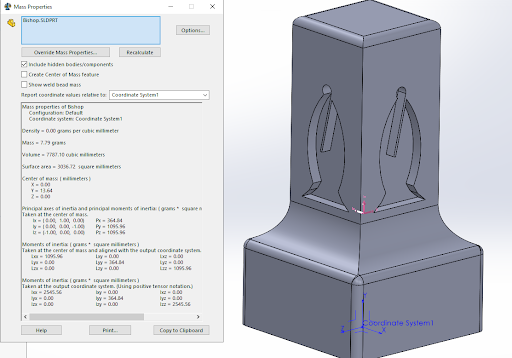 Mass Properties
Bishop.SLDPRT
Options...
Override Mass Properties...
Recalculate
Include hidden bodies/components
Create Center of Mass feature
Show weld bead mass
Report coordinate values relative to:
Coordinate System1
Mass properties of Bishop
Configuration: Default
Coordinate system: Coordinate System1
Density = 0.00 grams per cubic millimeter
Mass = 7.79 grams
Volume = 7787.10 cubic millimeters
Surface area = 3036.72 square millimeters
Center of mass: ( millimeters )
X = 0.00
Y = 13.64
Z = 0.00
Principal axes of inertia and principal moments of inertia: ( grams * square n
Taken at the center of mass.
Ix = ( 0.00, 1.00, 0.00) Px = 364.84
Iy = ( 0.00, 0.00, -1.00) Py = 1095.96
Iz = (-1.00, 0.00, 0.00) Pz = 1095.96
Moments of inertia: ( grams * square millimeters )
Taken at the center of mass and aligned with the output coordinate system.
Lxx = 1095.96 Lxy = 0.00 Lxz = 0.00
Lyx = 0.00 Lyy = 364.84 Lyz = 0.00
Lzx = 0.00 Lzy = 0.00 Lzz = 1095.96
Moments of inertia: ( grams * square millimeters )
Taken at the output coordinate system. (Using positive tensor notation.)
Ixx = 2545.56 Ixy = 0.00 Ixz = 0.00
Iyx = 0.00 Iyy = 364.84 Iyz = 0.00
Izx = 0.00 Izy = 0.00 Izz = 2545.56
Help
Print...
Copy to Clipboard
Y
Coordinate System1
Z
X